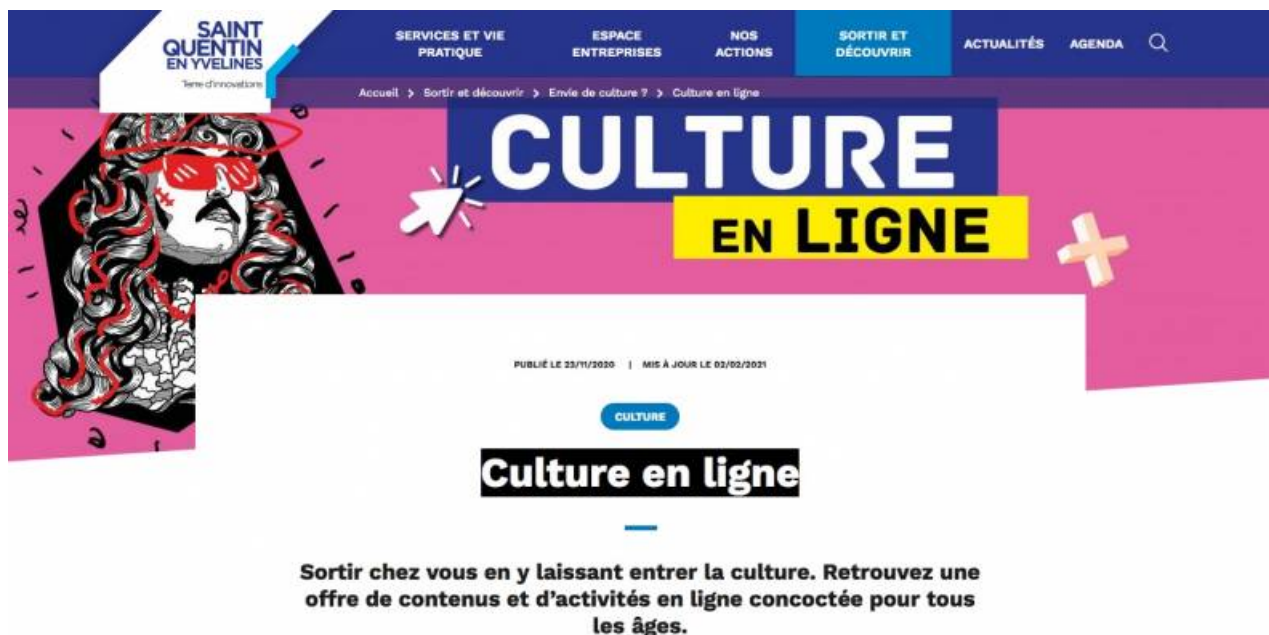 SAINT
QUENTIN
EN YVELINES
Terre d'innovations
SERVICES ET VIE
PRATIQUE
ESPACE
ENTREPRISES
NOS
ACTIONS
SORTIR ET
DÉCOUVRIR
ACTUALITÉS
AGENDA
Accueil > Sortir et découvrir > Envie de culture ? > Culture en ligne
CULTURE
EN LIGNE
PUBLIÉ LE 23/11/2020 | MIS À JOUR LE 02/02/2021
CULTURE
Culture en ligne
Sortir chez vous en y laissant entrer la culture. Retrouvez une
offre de contenus et d'activités en ligne concoctée pour tous
les âges.